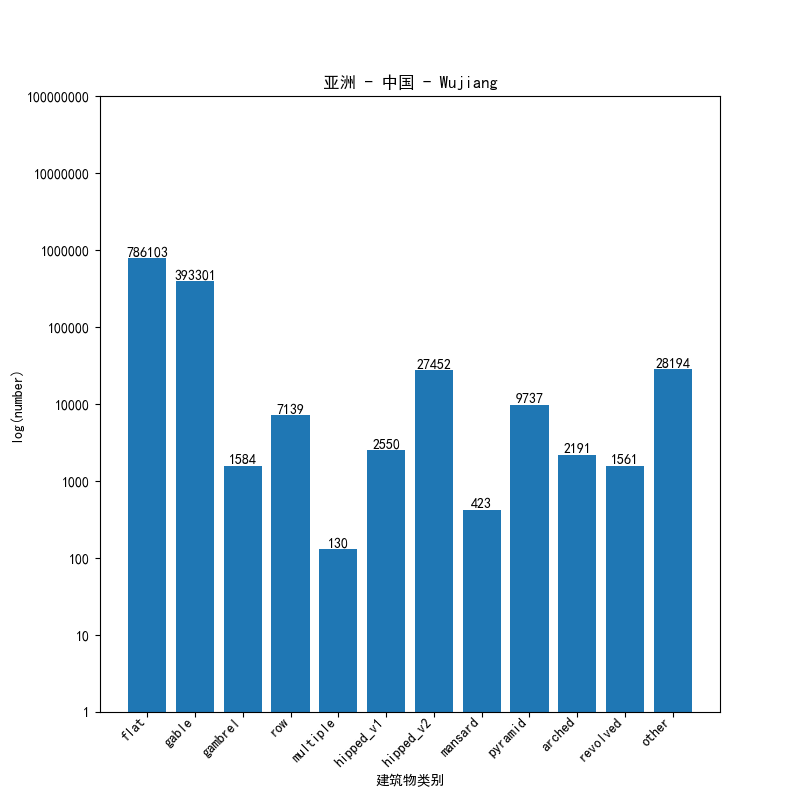 亚洲 - 中国 - Wujiang
100000000
10000000
1000000
100000
10000
1000
100
10
1
log(number)
786103
393301
1584
7139
130
2550
27452
423
9737
2191
1561
28194
flat
gable
gambrel
row
multiple
hipped_v1
hipped_v2
mansard
pyramid
arched
revolved
other
建筑物类别